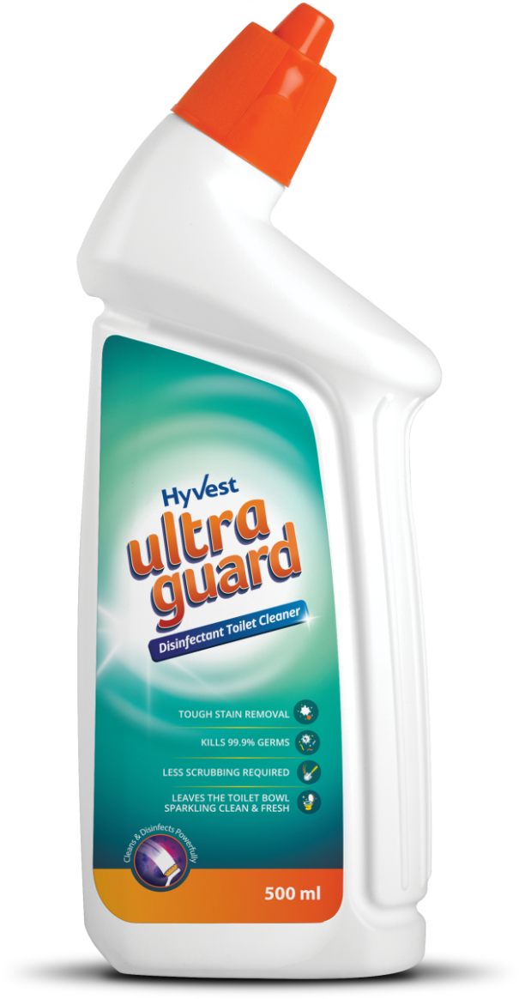 HyVest
ultra
guard
Disinfectant Toilet Cleaner
TOUGH STAIN REMOVAL
KILLS 99.9% GERMS
LESS SCRUBBING REQUIRED
LEAVES THE TOILET BOWL
SPARKLING CLEAN & FRESH
Cleans & Disinfects Powerfully
500 ml